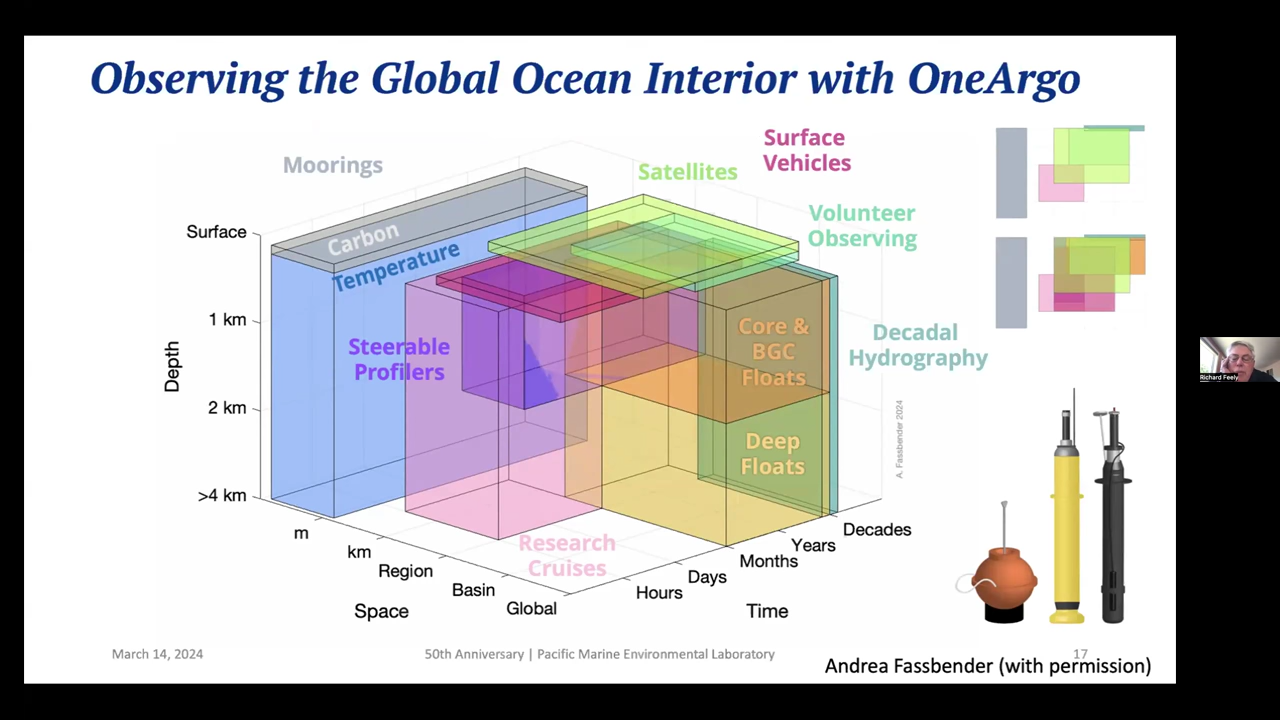 Observing the Global Ocean Interior with OneArgo
Moorings
Surface
Vehicles
Satellites
Volunteer
Observing
Surface
Carbon
Temperature
1 km
Steerable
Profilers
Core &
BGC
Floats
Decadal
Hydrography
Depth
2 km
Deep
Floats
A. Fassbender 2024
>4 km
m
km
Region
Basin
Global
Space
Research
Cruises
Hours
Days
Months
Years
Decades
Time
March 14, 2024
50th Anniversary | Pacific Marine Environmental Laboratory
17
Andrea Fassbender (with permission)
Richard Feely